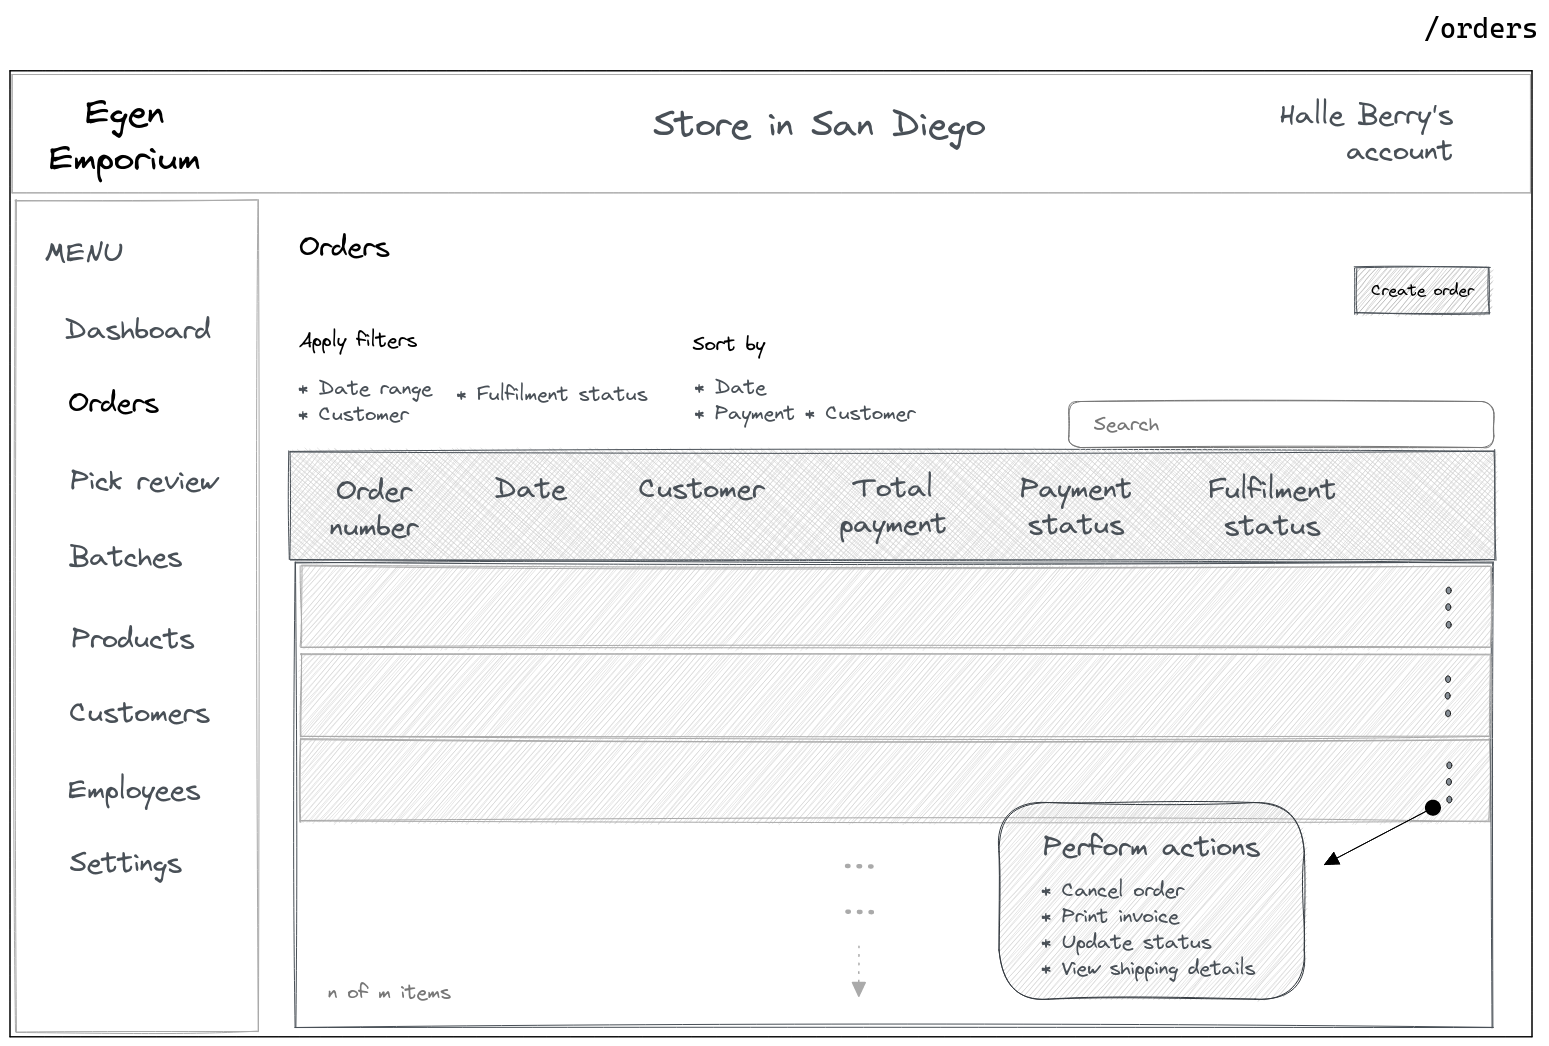 /orders
Egen
Emporium
Store in San Diego
Halle Berry's
account
MENU
Dashboard
Orders
Pick review
Batches
Products
Customers
Employees
Settings
Orders
Create order
Apply filters
* Date range
* Customer
* Fulfilment status
Sort by
* Date
* Payment * Customer
Search
Order
number
Date
Customer
Total
payment
Payment
status
Fulfilment
status
Perform actions
* Cancel order
* Print invoice
* Update status
* View shipping details
n of m items